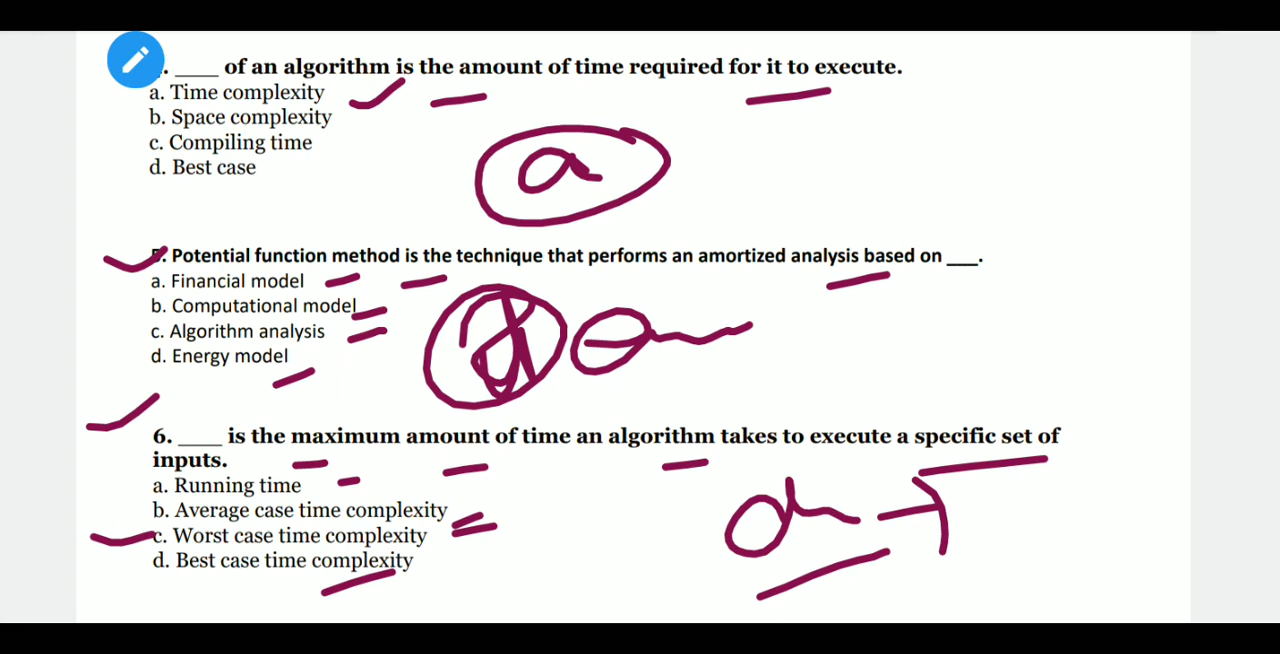 . ____ of an algorithm is the amount of time required for it to execute.
a. Time complexity
b. Space complexity
c. Compiling time
d. Best case
a
5. Potential function method is the technique that performs an amortized analysis based on ___.
a. Financial model
b. Computational model
c. Algorithm analysis
d. Energy model
6. ____ is the maximum amount of time an algorithm takes to execute a specific set of
inputs.
a. Running time
b. Average case time complexity
c. Worst case time complexity
d. Best case time complexity